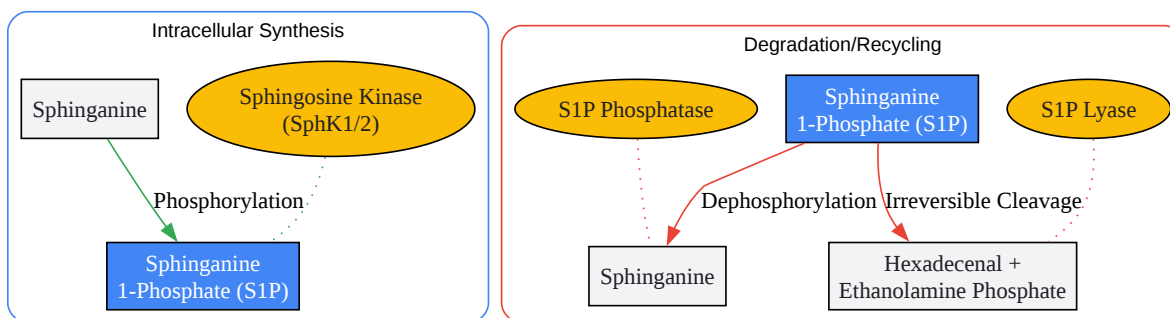 Intracellular Synthesis
Sphinganine
Sphingosine Kinase
(SphK1/2)
Phosphorylation
Sphinganine
1-Phosphate (S1P)
Degradation/Recycling
S1P Phosphatase
Sphinganine
1-Phosphate (S1P)
S1P Lyase
Dephosphorylation
Irreversible Cleavage
Sphinganine
Hexadecenal +
Ethanolamine Phosphate